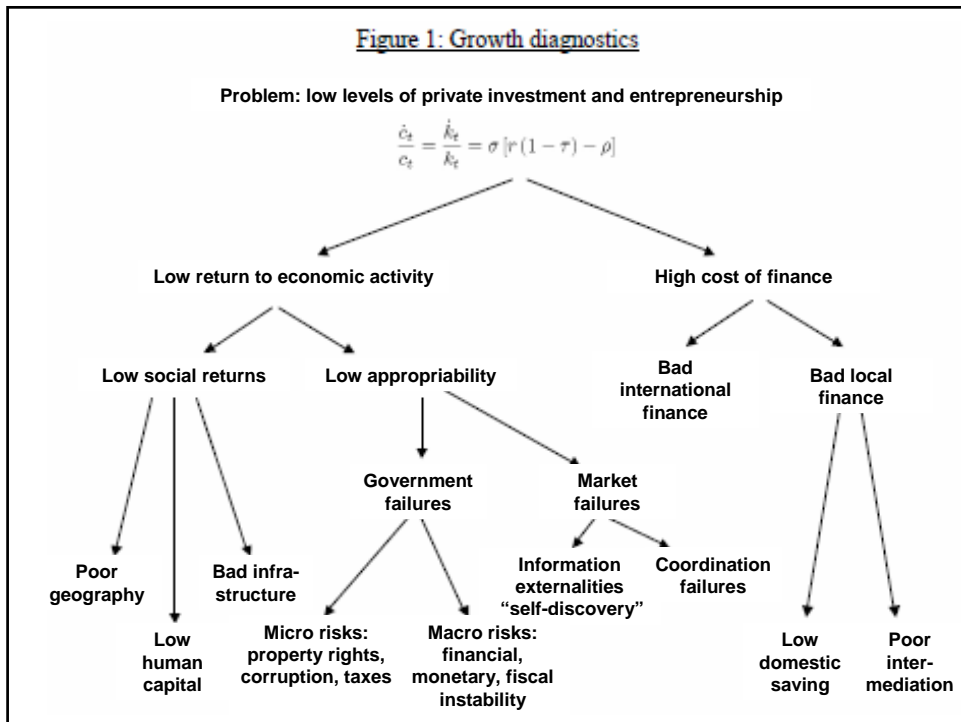 Figure 1: Growth diagnostics
Problem: low levels of private investment and entrepreneurship
ċₜ/cₜ = k̇ₜ/kₜ = σ [r (1 − τ) − ρ]
Low return to economic activity
High cost of finance
Low social returns
Low appropriability
Bad
international
finance
Bad local
finance
Government
failures
Market
failures
Poor
geography
Bad infra-
structure
Information
externalities
“self-discovery”
Coordination
failures
Low
human
capital
Micro risks:
property rights,
corruption, taxes
Macro risks:
financial,
monetary, fiscal
instability
Low
domestic
saving
Poor
inter-
mediation